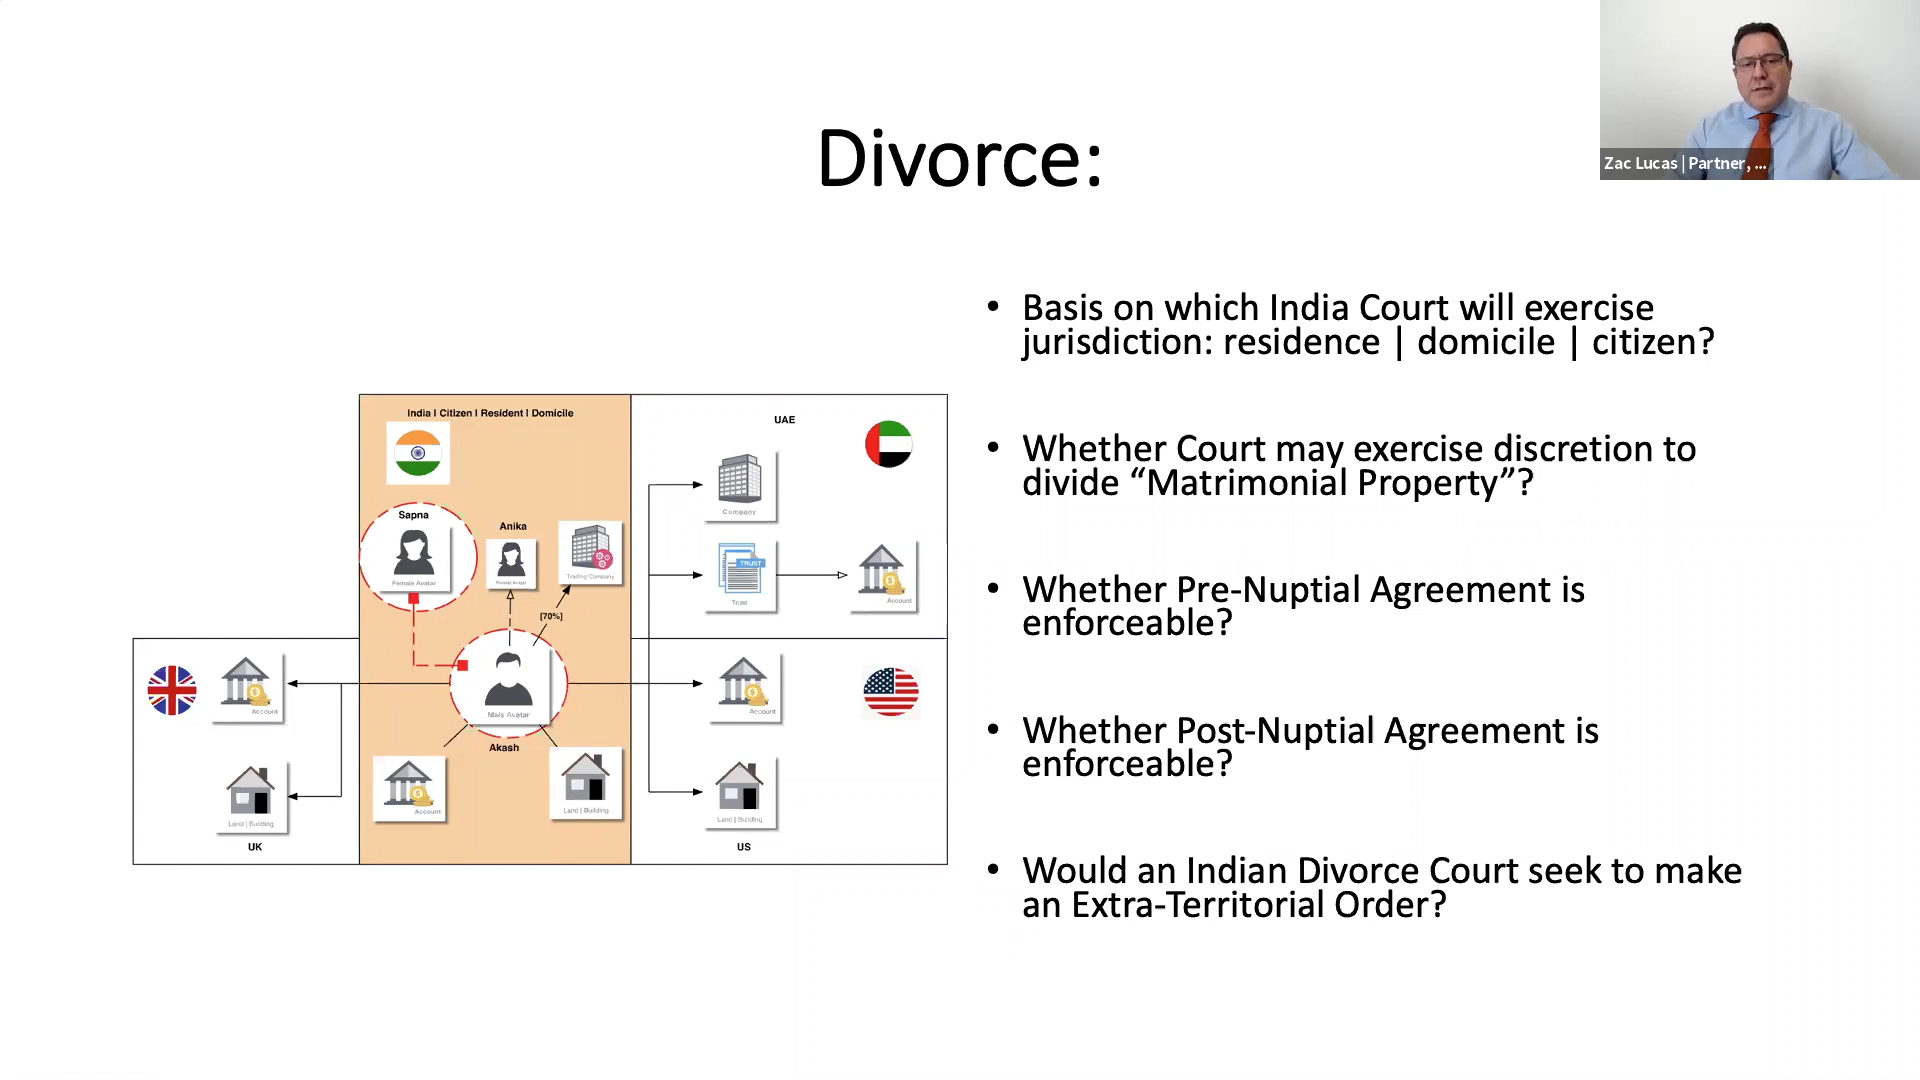 Zac Lucas | Partner, ...
Divorce:
• Basis on which India Court will exercise
jurisdiction: residence | domicile | citizen?
• Whether Court may exercise discretion to
divide “Matrimonial Property”?
• Whether Pre-Nuptial Agreement is
enforceable?
• Whether Post-Nuptial Agreement is
enforceable?
• Would an Indian Divorce Court seek to make
an Extra-Territorial Order?
India | Citizen | Resident | Domicile
UAE
Company
Sapna
Female Avatar
Anika
Female Avatar
Trading Company
TRUST
Trust
Account
[70%]
Account
Male Avatar
Account
Akash
Account
Land | Building
Land | Building
Land | Building
UK
US